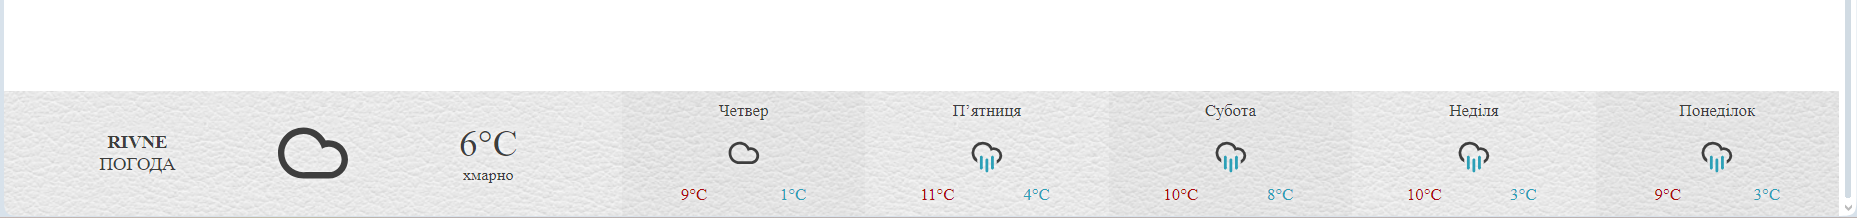 RIVNE
ПОГОДА
6°C
хмарно
Четвер
9°C 1°C
П’ятниця
11°C 4°C
Субота
10°C 8°C
Неділя
10°C 3°C
Понеділок
9°C 3°C